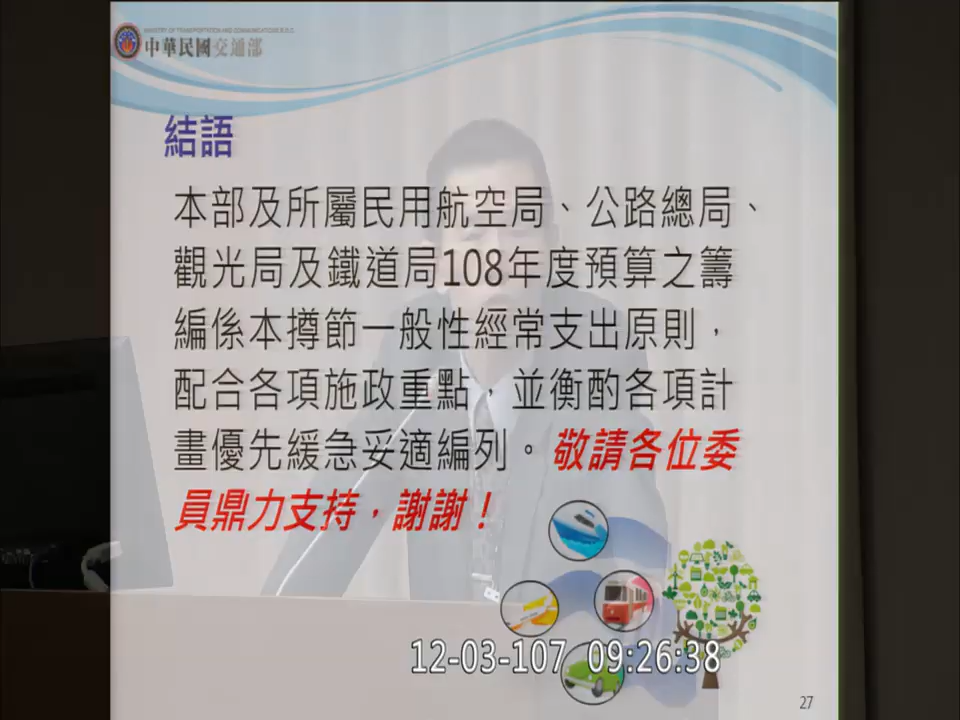 MINISTRY OF TRANSPORTATION AND COMMUNICATIONS R.O.C.
中華民國交通部
結語
本部及所屬民用航空局、公路總局、
觀光局及鐵道局108年度預算之籌
編係本撙節一般性經常支出原則，
配合各項施政重點，並衡酌各項計
畫優先緩急妥適編列。敬請各位委
員鼎力支持，謝謝！
12-03-107 09:26:38
27